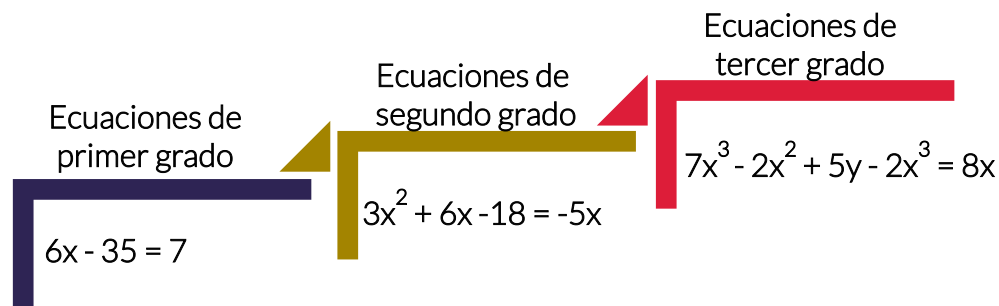 Ecuaciones de
primer grado
6x - 35 = 7
Ecuaciones de
segundo grado
3x² + 6x -18 = -5x
Ecuaciones de
tercer grado
7x³ - 2x² + 5y - 2x³ = 8x